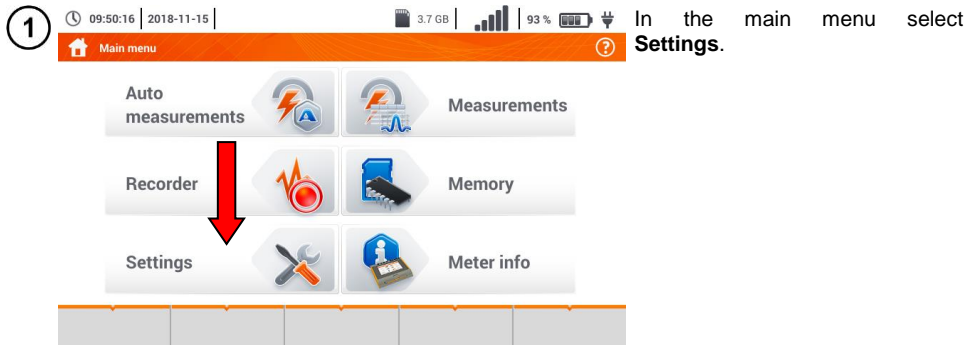 1
09:50:16 2018-11-15 3.7 GB 93 %
Main menu ?
Auto
measurements
Measurements
Recorder
Memory
Settings
Meter info
In the main menu select
Settings.